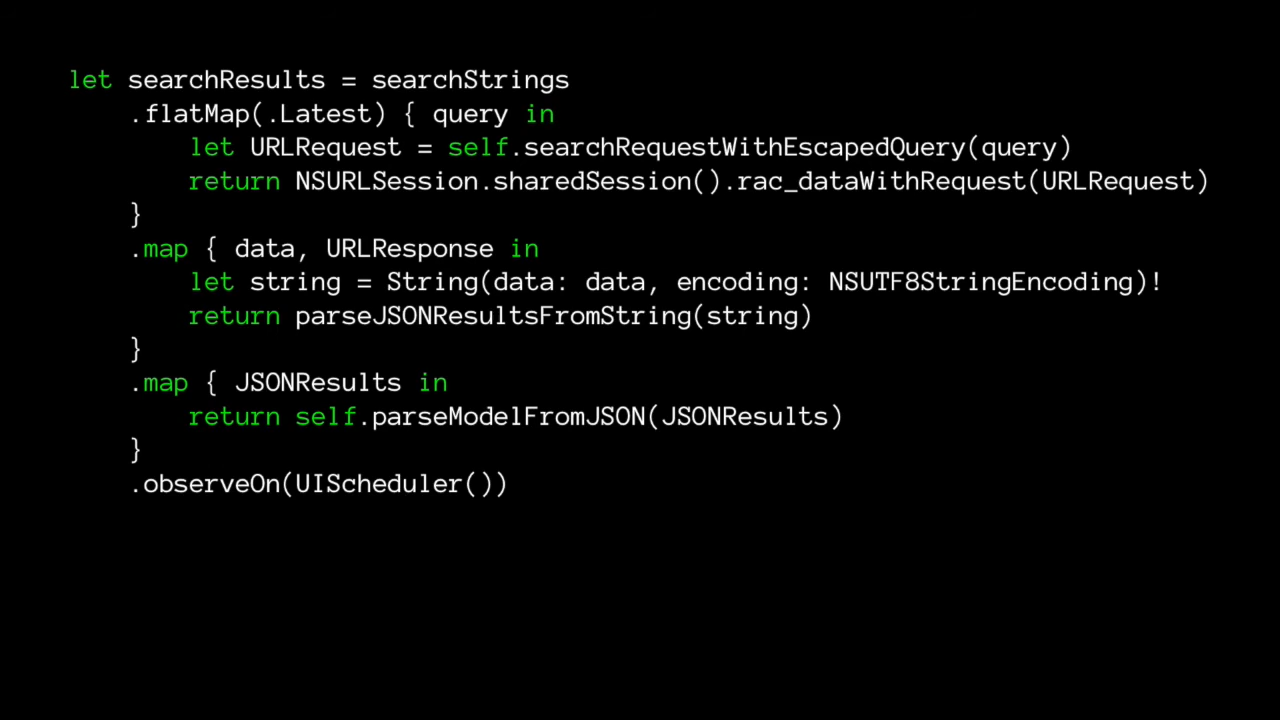 let searchResults = searchStrings
    .flatMap(.Latest) { query in
        let URLRequest = self.searchRequestWithEscapedQuery(query)
        return NSURLSession.sharedSession().rac_dataWithRequest(URLRequest)
    }
    .map { data, URLResponse in
        let string = String(data: data, encoding: NSUTF8StringEncoding)!
        return parseJSONResultsFromString(string)
    }
    .map { JSONResults in
        return self.parseModelFromJSON(JSONResults)
    }
    .observeOn(UIScheduler())